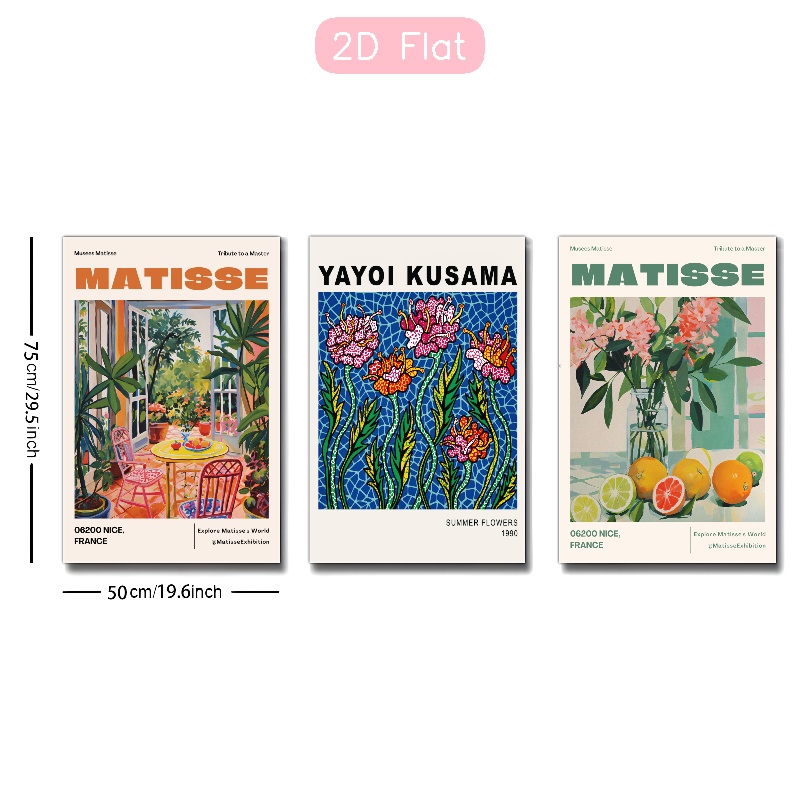 2D Flat
75cm/29.5inch
50cm/19.6inch
Musees Matisse
Tribute to a Master
MATISSE
06200 NICE,
FRANCE
Explore Matisse's World
@MatisseExhibition
YAYOI KUSAMA
SUMMER FLOWERS
1990
Musees Matisse
Tribute to a Master
MATISSE
06200 NICE,
FRANCE
Explore Matisse's World
@MatisseExhibition